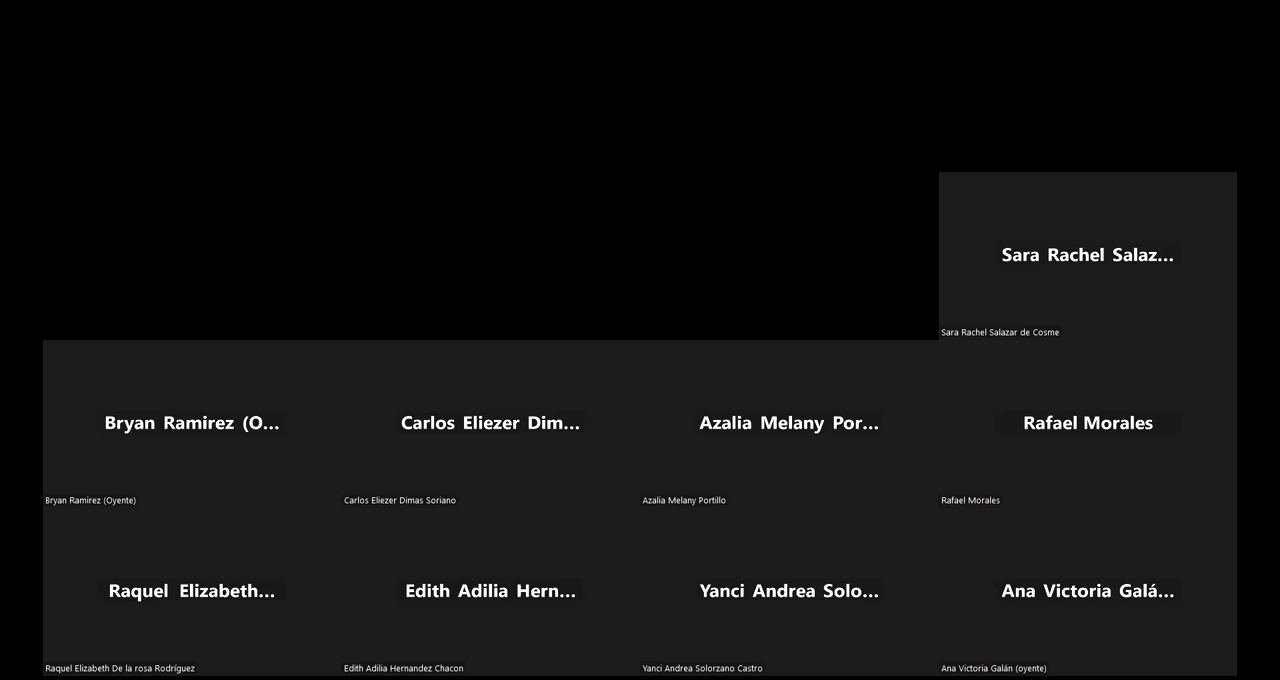 Sara Rachel Salaz...
Sara Rachel Salazar de Cosme
Bryan Ramirez (O...
Carlos Eliezer Dim...
Azalia Melany Por...
Rafael Morales
Bryan Ramirez (Oyente)
Carlos Eliezer Dimas Soriano
Azalia Melany Portillo
Rafael Morales
Raquel Elizabeth...
Edith Adilia Hern...
Yanci Andrea Solo...
Ana Victoria Galá...
Raquel Elizabeth De la rosa Rodríguez
Edith Adilia Hernandez Chacon
Yanci Andrea Solorzano Castro
Ana Victoria Galán (oyente)